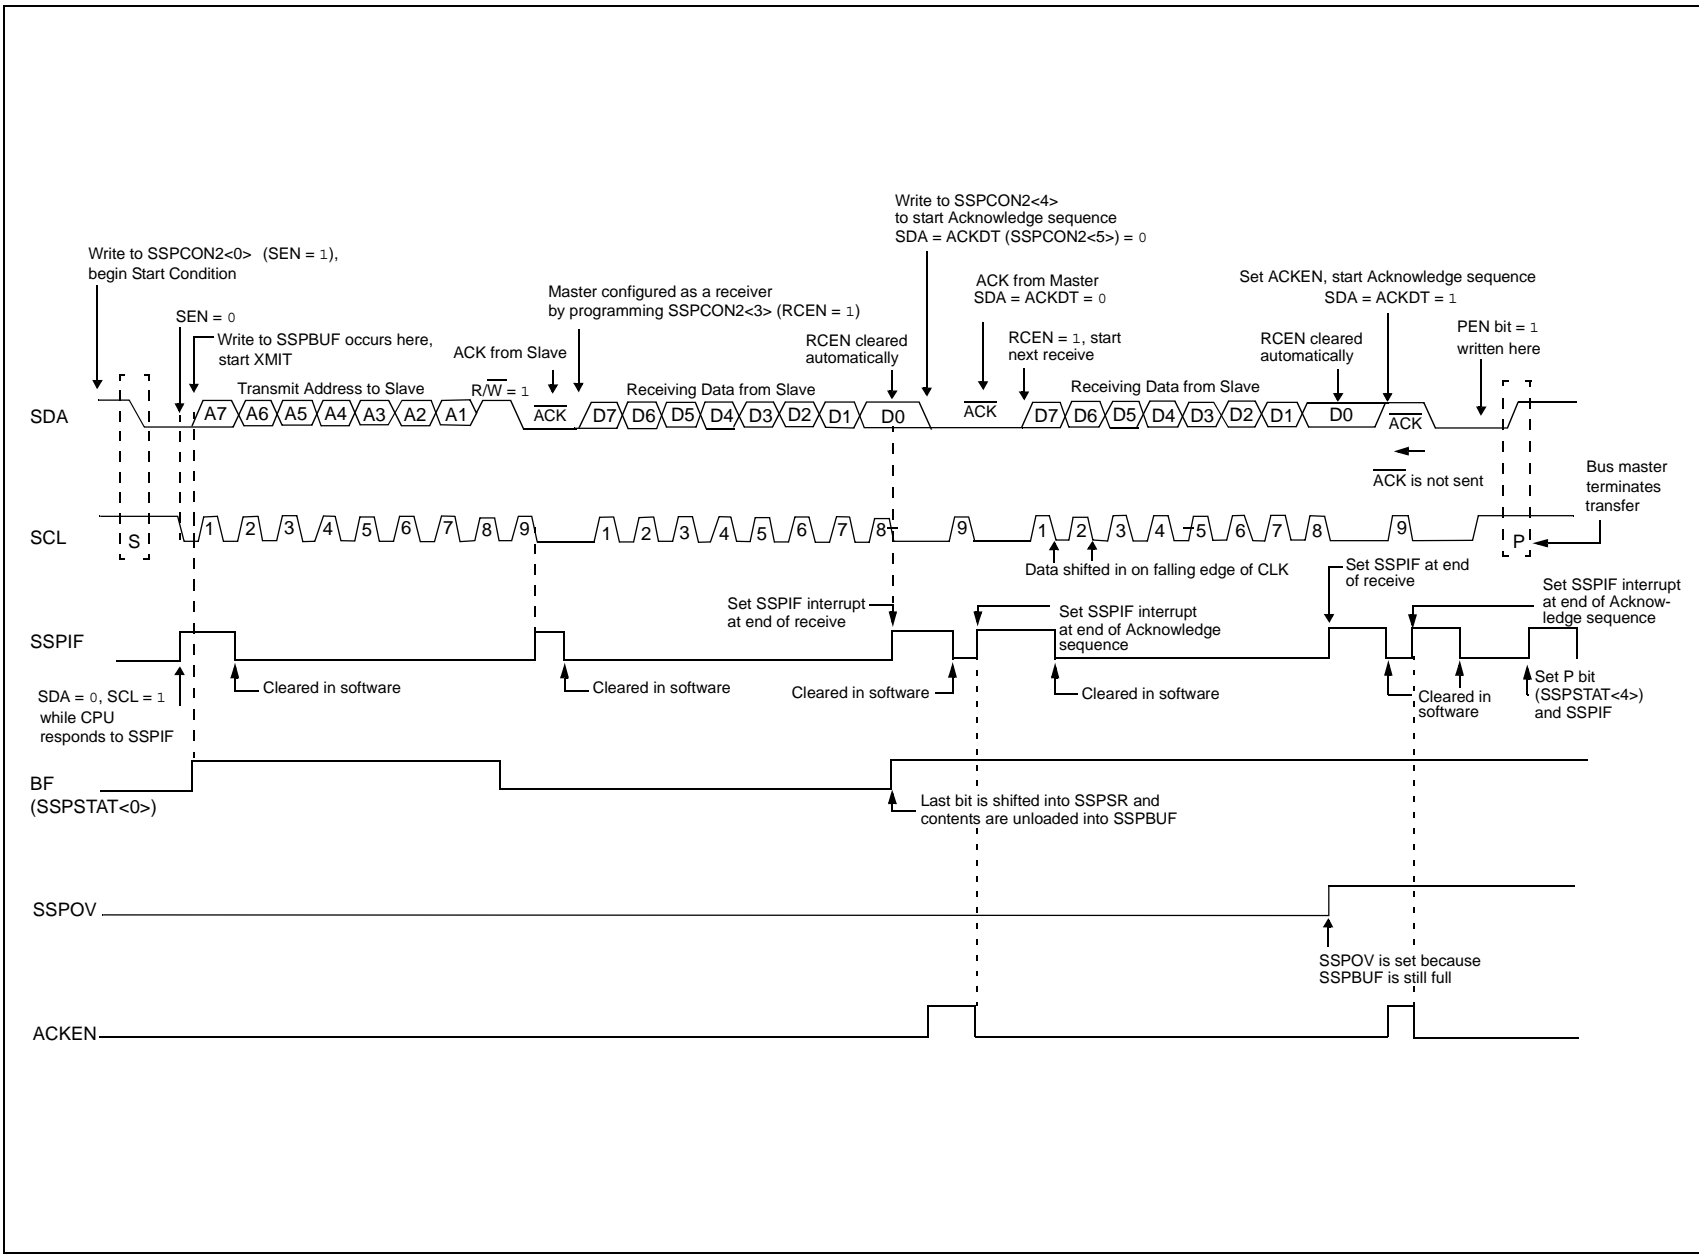 Write to SSPCON2<4>
to start Acknowledge sequence
SDA = ACKDT (SSPCON2<5>) = 0
Write to SSPCON2<0> (SEN = 1),
begin Start Condition
ACK from Master
SDA = ACKDT = 0
Set ACKEN, start Acknowledge sequence
SDA = ACKDT = 1
Master configured as a receiver
by programming SSPCON2<3> (RCEN = 1)
SEN = 0
Write to SSPBUF occurs here,
start XMIT
ACK from Slave
RCEN cleared
automatically
RCEN = 1, start
next receive
RCEN cleared
automatically
PEN bit = 1
written here
Transmit Address to Slave
R/W = 1
Receiving Data from Slave
Receiving Data from Slave
SDA
A7 A6 A5 A4 A3 A2 A1 ACK D7 D6 D5 D4 D3 D2 D1 D0 ACK D7 D6 D5 D4 D3 D2 D1 D0 ACK
ACK is not sent
Bus master
terminates
transfer
SCL
S 1 2 3 4 5 6 7 8 9 1 2 3 4 5 6 7 8 9 1 2 3 4 5 6 7 8 9 P
Data shifted in on falling edge of CLK
Set SSPIF at end
of receive
Set SSPIF interrupt
at end of Acknow-
ledge sequence
Set SSPIF interrupt
at end of receive
Set SSPIF interrupt
at end of Acknowledge
sequence
SSPIF
Cleared in software
Cleared in software
Cleared in software
Cleared in software
Cleared in
software
Set P bit
(SSPSTAT<4>)
and SSPIF
SDA = 0, SCL = 1
while CPU
responds to SSPIF
BF
(SSPSTAT<0>)
Last bit is shifted into SSPSR and
contents are unloaded into SSPBUF
SSPOV
SSPOV is set because
SSPBUF is still full
ACKEN